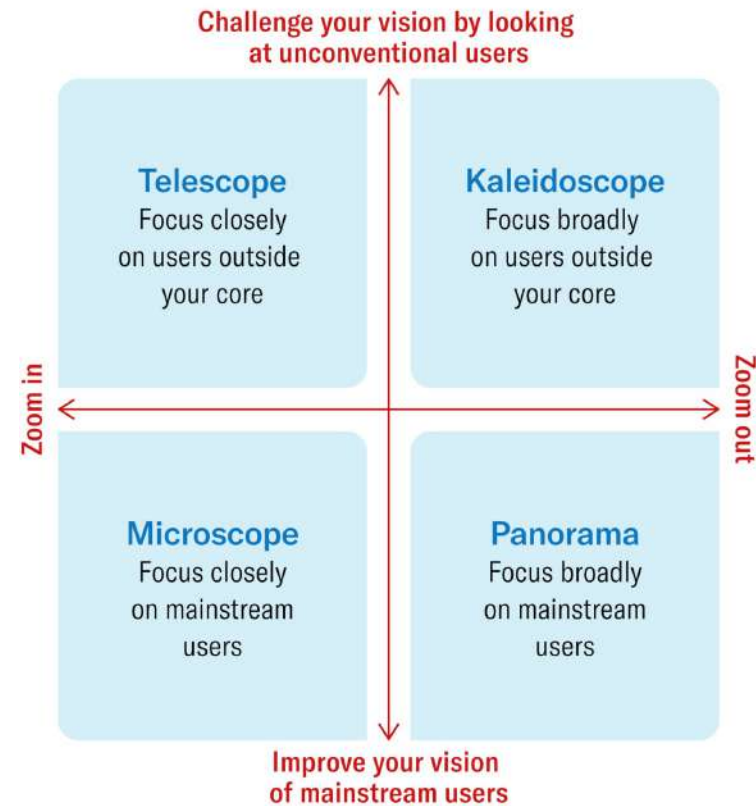 Challenge your vision by looking
at unconventional users
Telescope
Focus closely
on users outside
your core
Kaleidoscope
Focus broadly
on users outside
your core
Zoom in
Zoom out
Microscope
Focus closely
on mainstream
users
Panorama
Focus broadly
on mainstream
users
Improve your vision
of mainstream users